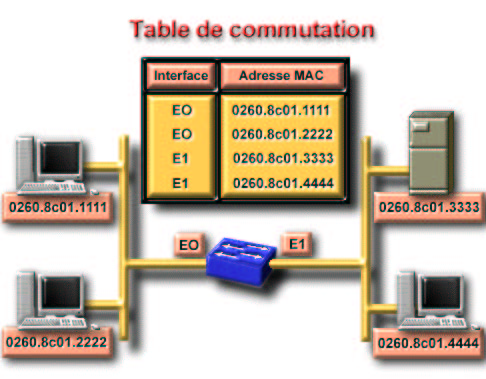 Table de commutation
Interface Adresse MAC
EO 0260.8c01.1111
EO 0260.8c01.2222
E1 0260.8c01.3333
E1 0260.8c01.4444
0260.8c01.1111
0260.8c01.3333
EO E1
0260.8c01.2222
0260.8c01.4444